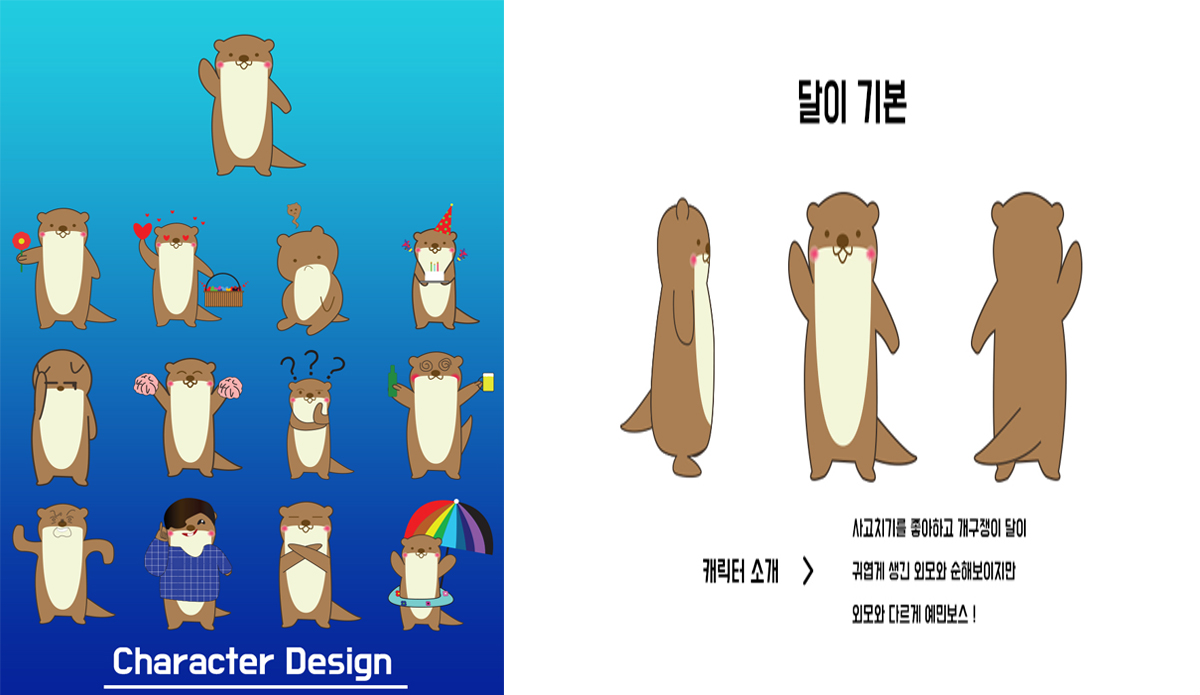 Character Design
달이 기본
캐릭터 소개 >
사고치기를 좋아하고 개구쟁이 달이
귀엽게 생긴 외모와 순해보이지만
외모와 다르게 예민보스 !
? ? ?